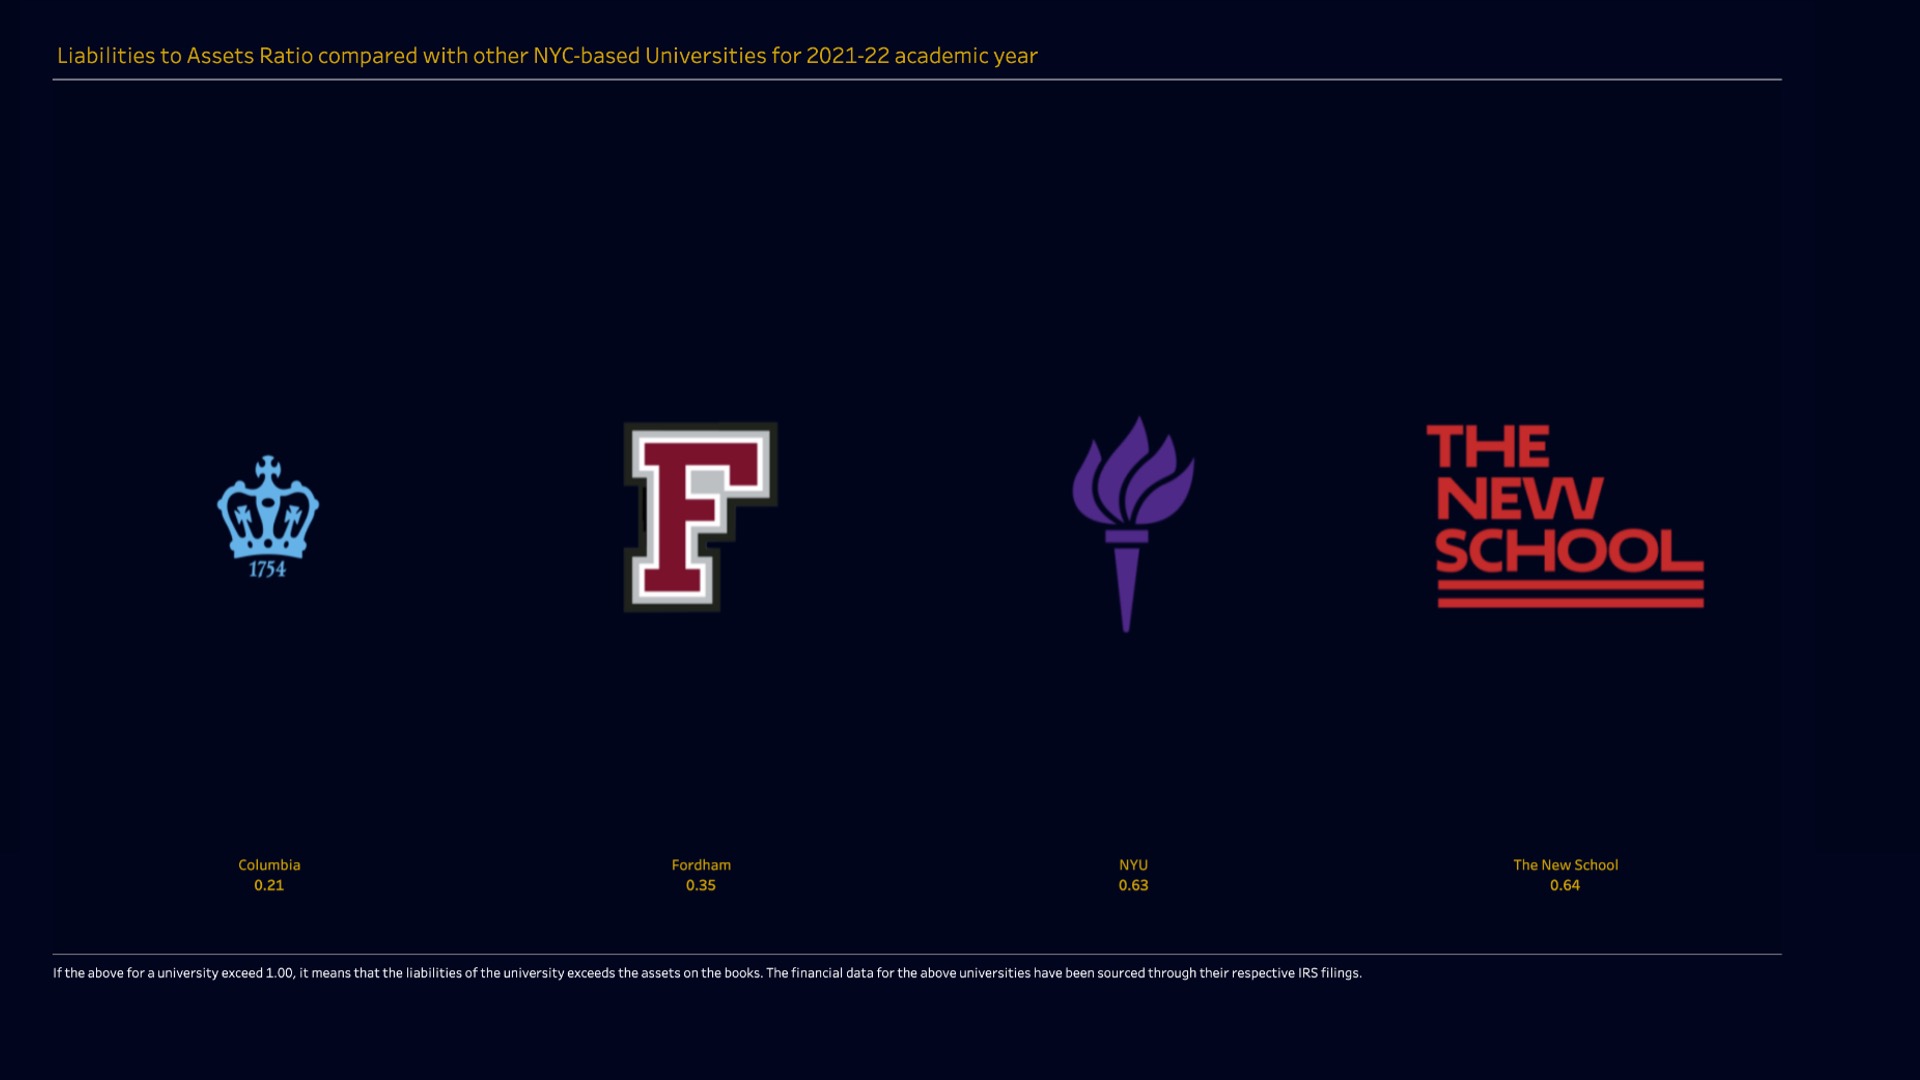 Liabilities to Assets Ratio compared with other NYC-based Universities for 2021-22 academic year
1754
F
THE
NEW
SCHOOL
Columbia
0.21
Fordham
0.35
NYU
0.63
The New School
0.64
If the above for a university exceed 1.00, it means that the liabilities of the university exceeds the assets on the books. The financial data for the above universities have been sourced through their respective IRS filings.